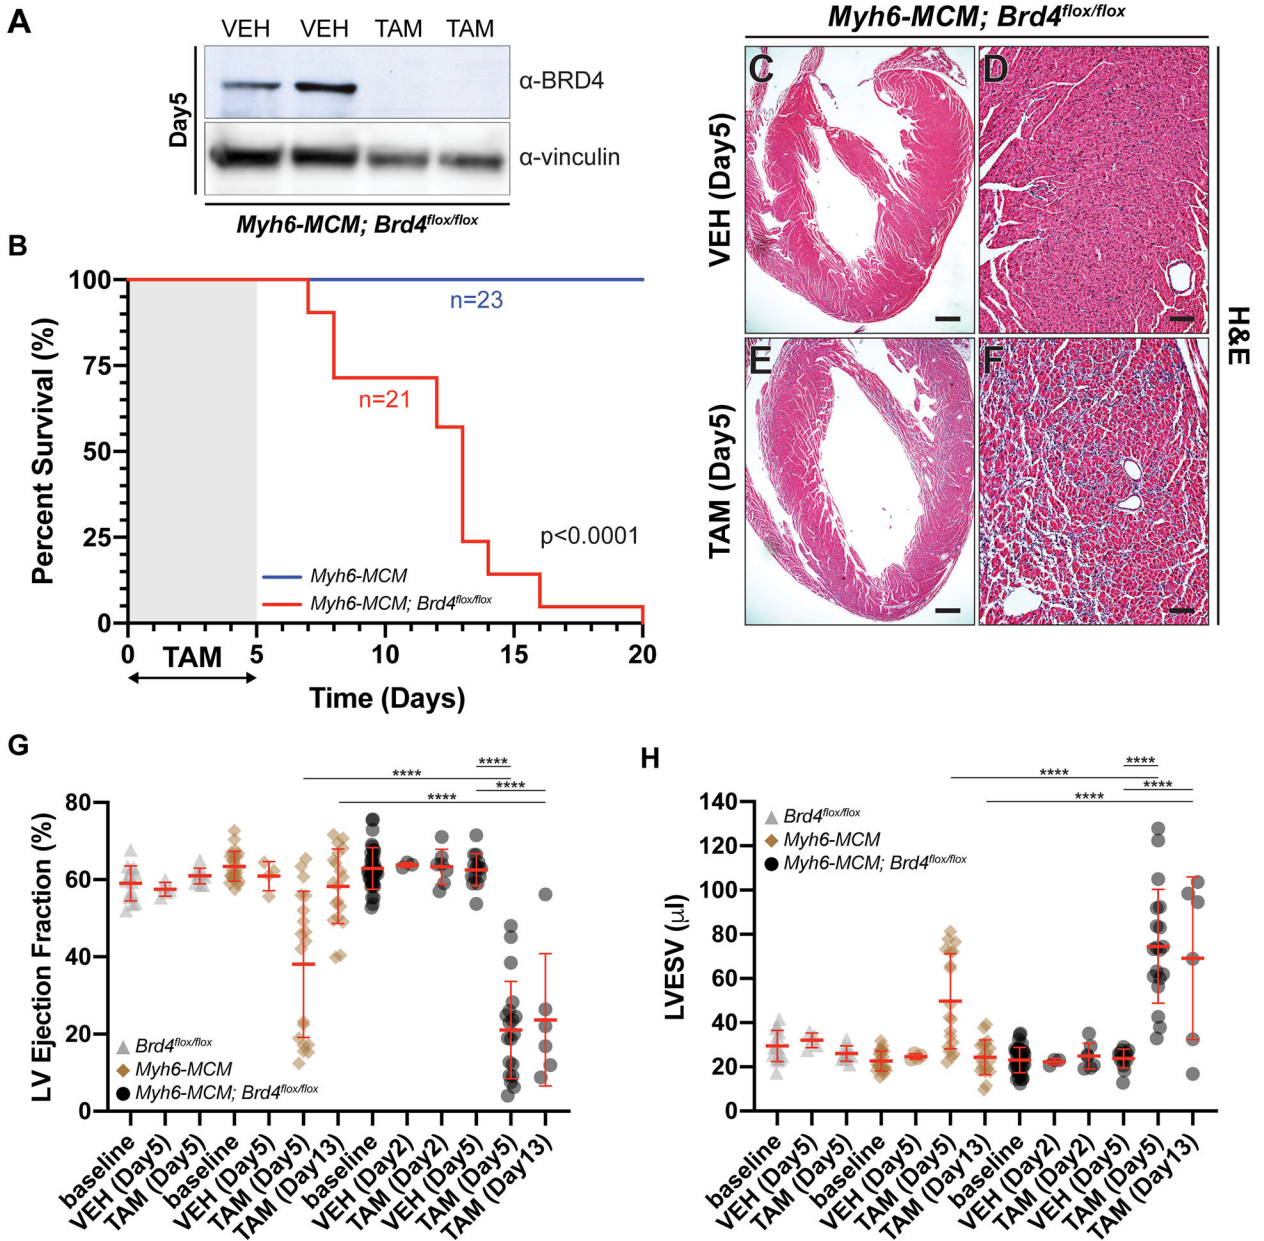 A
VEH VEH TAM TAM
Day5
α-BRD4
α-vinculin
Myh6-MCM; Brd4flox/flox
B
Percent Survival (%)
100
75
50
25
0
n=23
n=21
p<0.0001
Myh6-MCM
Myh6-MCM; Brd4flox/flox
0 5 10 15 20
TAM
Time (Days)
Myh6-MCM; Brd4flox/flox
VEH (Day5)
TAM (Day5)
C
D
E
F
H&E
G
LV Ejection Fraction (%)
80
60
40
20
0
****
****
****
****
Brd4flox/flox
Myh6-MCM
Myh6-MCM; Brd4flox/flox
baseline
VEH (Day5)
TAM (Day5)
baseline
VEH (Day5)
TAM (Day5)
TAM (Day13)
baseline
VEH (Day2)
TAM (Day2)
VEH (Day5)
TAM (Day5)
TAM (Day13)
H
LVESV (μl)
140
120
100
80
60
40
20
0
****
****
****
****
Brd4flox/flox
Myh6-MCM
Myh6-MCM; Brd4flox/flox
baseline
VEH (Day5)
TAM (Day5)
baseline
VEH (Day5)
TAM (Day5)
TAM (Day13)
baseline
VEH (Day2)
TAM (Day2)
VEH (Day5)
TAM (Day5)
TAM (Day13)